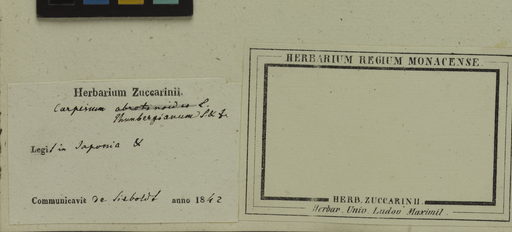 Herbarium Zuccarinii.
Carpesium abrotanoides L.
Thunbergianum S. & Z.
Legit in Japonia &
Communicavit de Siebold anno 1842
HERBARIUM REGIUM MONACENSE.
HERB. ZUCCARINII
Herbar. Univ. Ludov. Maximil.